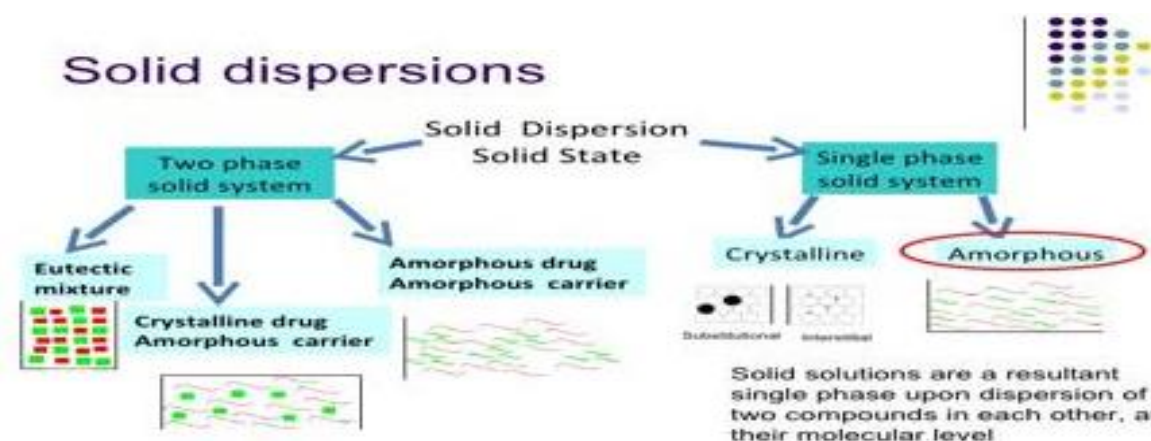 Solid dispersions
Solid Dispersion
Solid State
Two phase
solid system
Single phase
solid system
Eutectic
mixture
Crystalline drug
Amorphous carrier
Amorphous drug
Amorphous carrier
Crystalline
Amorphous
Substitutional
Interstitial
Solid solutions are a resultant
single phase upon dispersion of
two compounds in each other, a
their molecular level